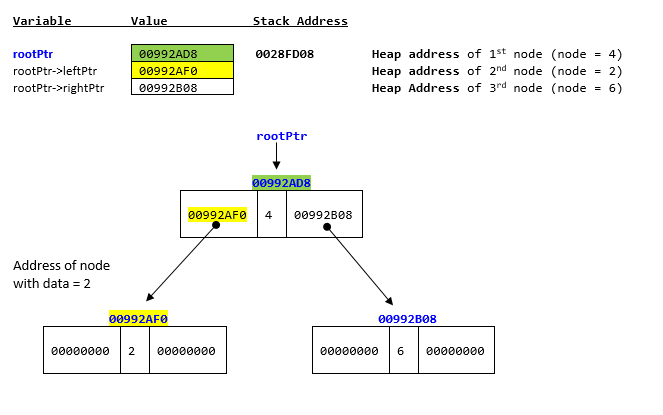 Variable Value Stack Address
rootPtr 00992AD8 0028FD08 Heap address of 1st node (node = 4)
rootPtr->leftPtr 00992AF0 Heap address of 2nd node (node = 2)
rootPtr->rightPtr 00992B08 Heap Address of 3rd node (node = 6)
rootPtr
00992AD8
00992AF0 4 00992B08
Address of node
with data = 2
00992AF0 00992B08
00000000 2 00000000 00000000 6 00000000